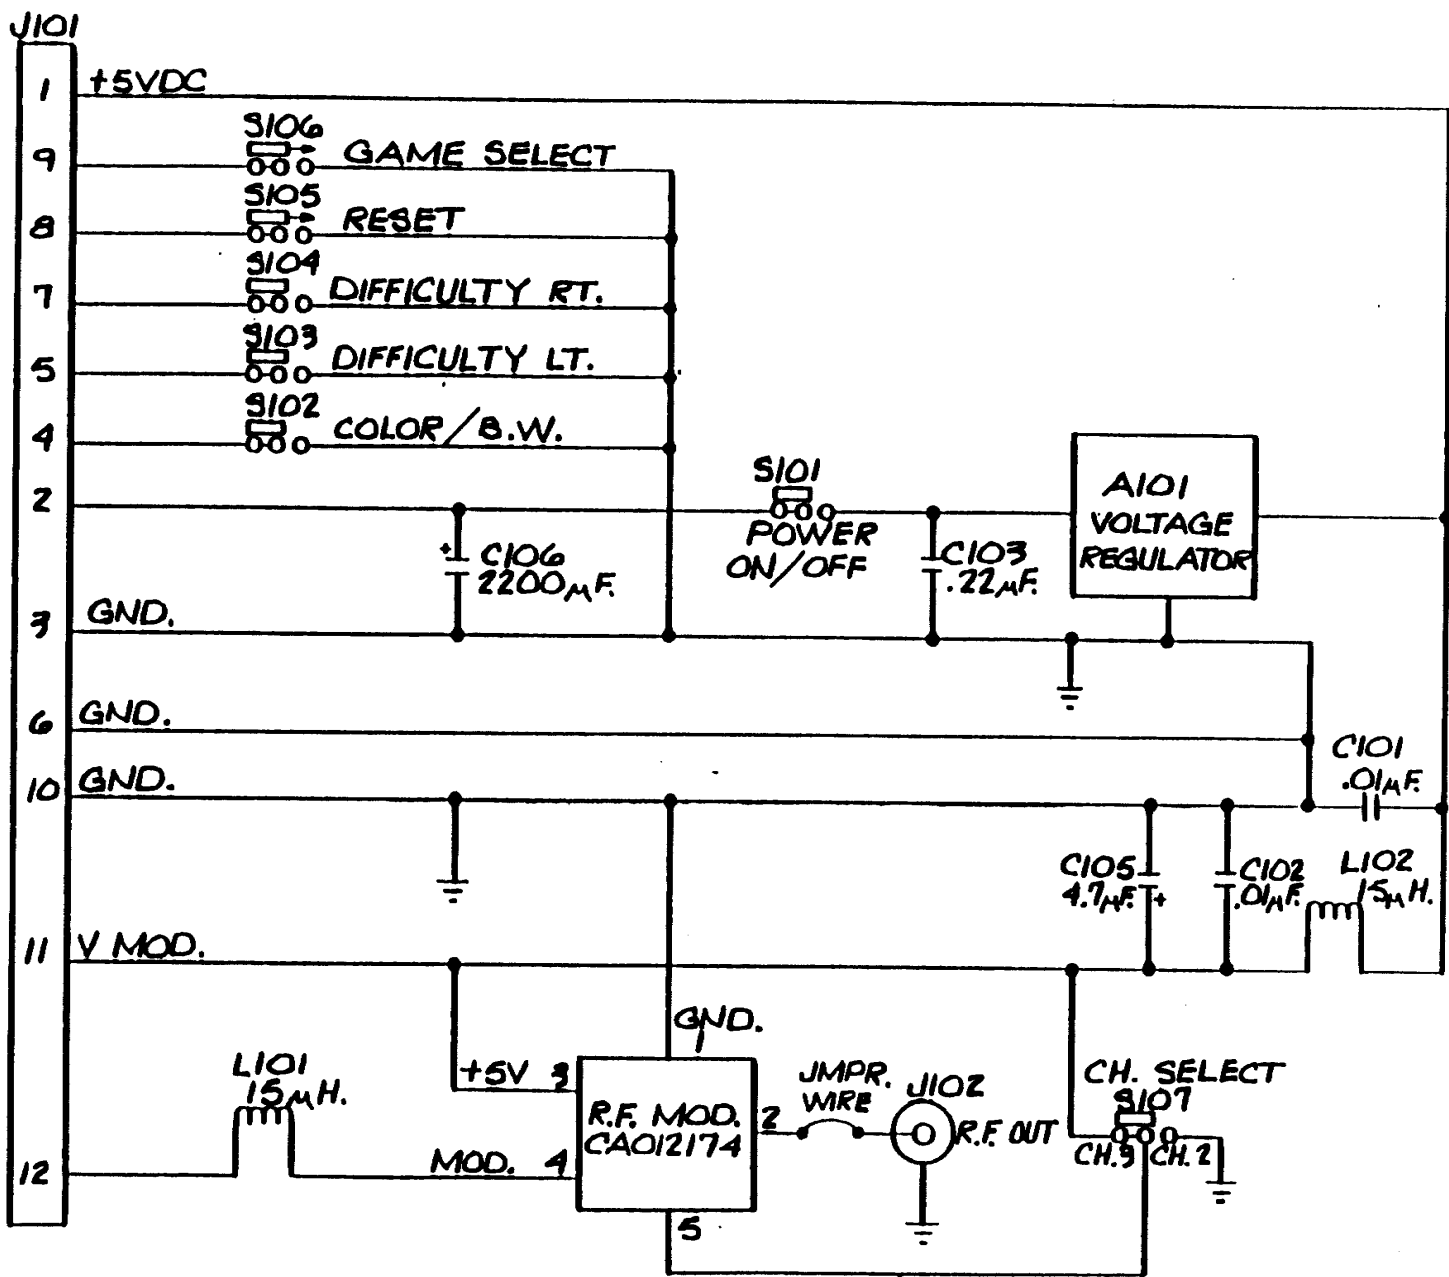 J101
1 +5VDC
S106
9 GAME SELECT
S105
8 RESET
S104
7 DIFFICULTY RT.
S103
5 DIFFICULTY LT.
S102
4 COLOR/B.W.
2
S101
POWER
ON/OFF
A101
VOLTAGE
REGULATOR
+ C106
2200µF.
C103
.22µF.
3 GND.
6 GND.
C101
.01µF.
10 GND.
C105
4.7µF. +
C102
.01µF.
L102
15µH.
11 V MOD.
GND.
1
L101
15µH.
+5V 3
R.F. MOD.
CA012174
2
JMPR.
WIRE
J102
R.F. OUT
CH. SELECT
S107
CH.3 CH.2
12
MOD. 4
5